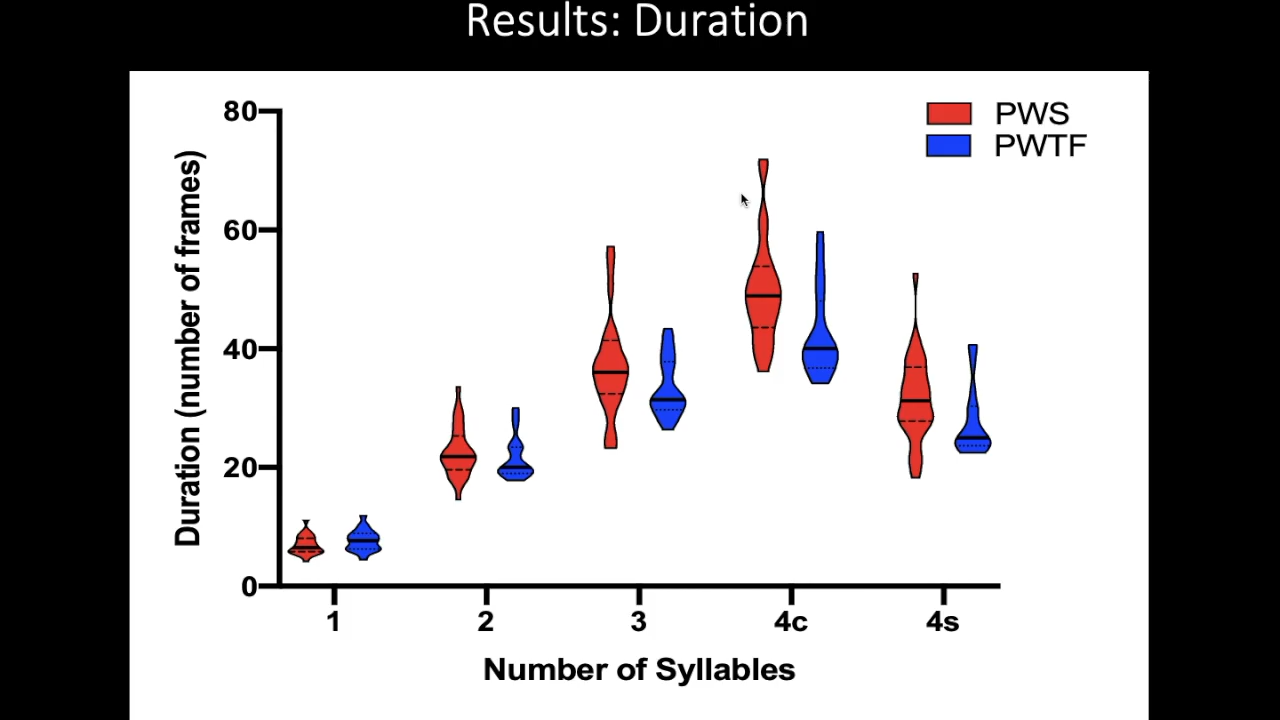 Results: Duration
PWS
PWTF
80
60
40
20
0
Duration (number of frames)
1 2 3 4c 4s
Number of Syllables